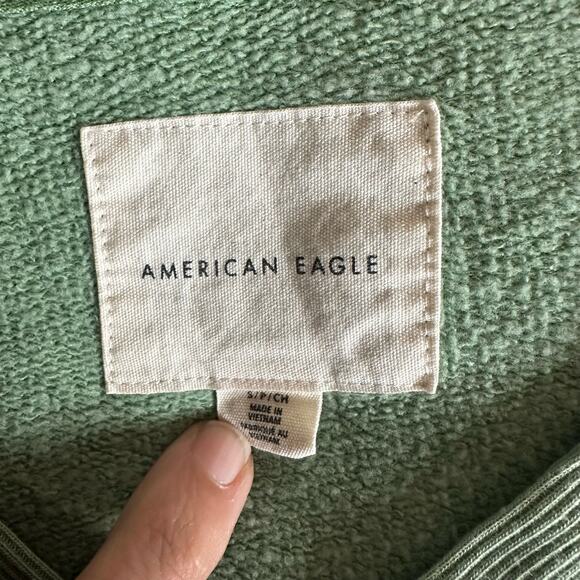 AMERICAN EAGLE
S/P/CH
MADE IN
VIETNAM
FABRIQUÉ AU
VIETNAM